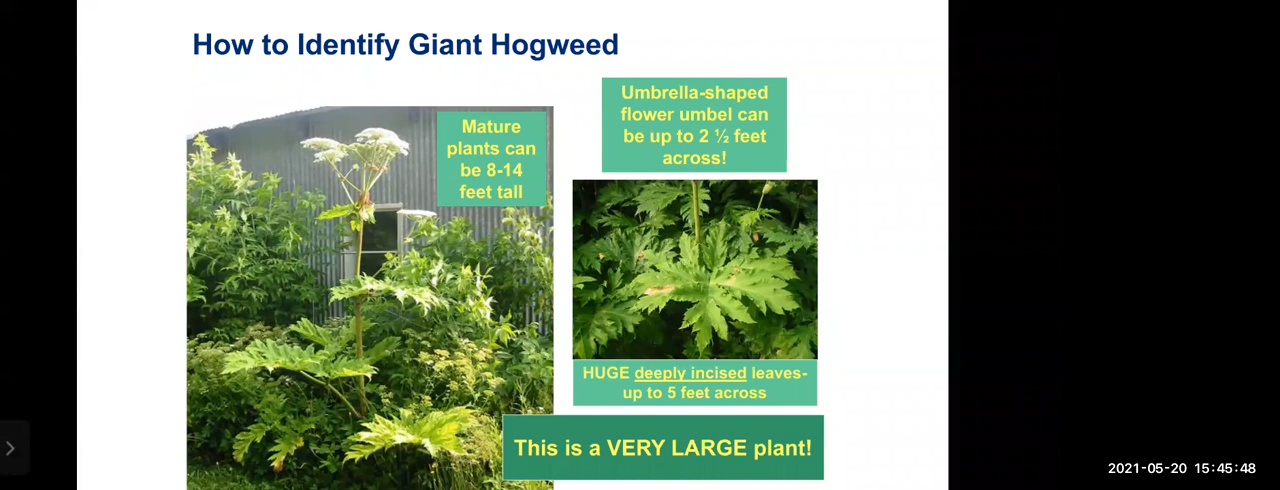 How to Identify Giant Hogweed
Mature
plants can
be 8-14
feet tall
Umbrella-shaped
flower umbel can
be up to 2 ½ feet
across!
HUGE deeply incised leaves-
up to 5 feet across
This is a VERY LARGE plant!
2021-05-20 15:45:48